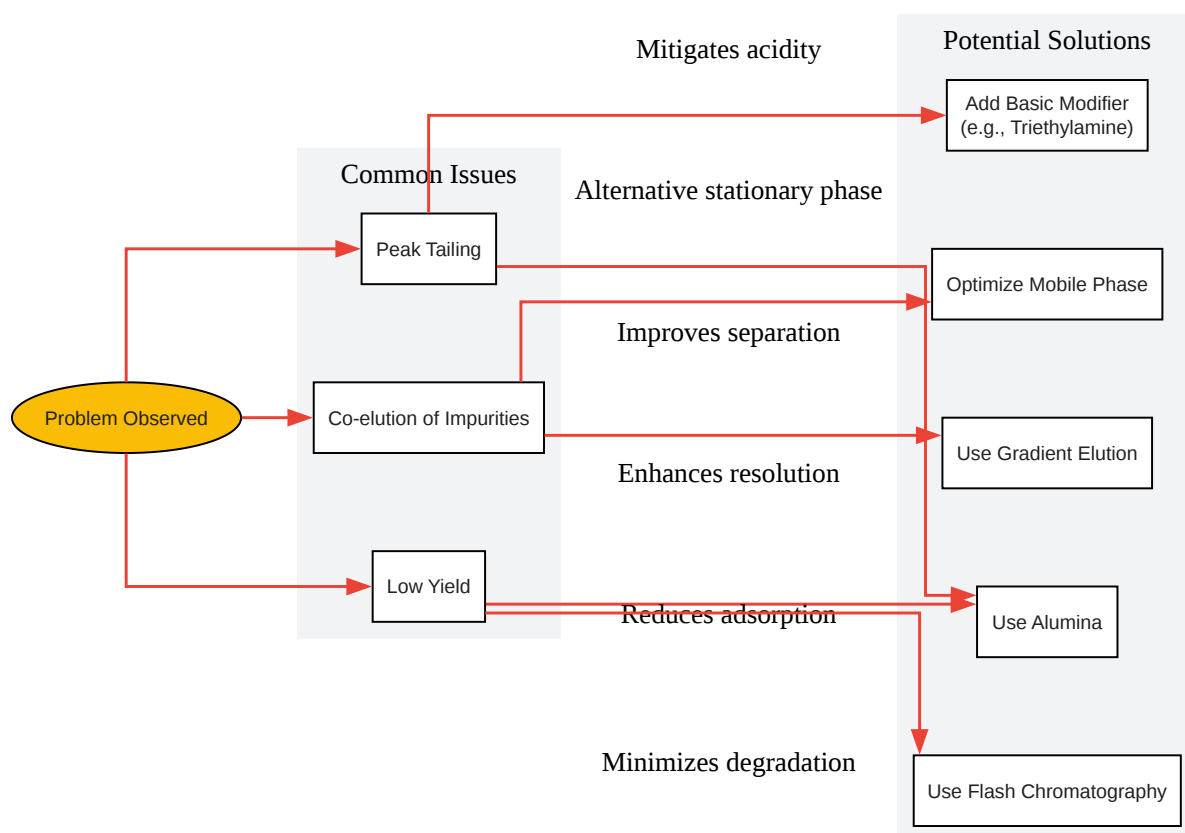 Mitigates acidity
Potential Solutions
Add Basic Modifier
(e.g., Triethylamine)
Common Issues
Alternative stationary phase
Peak Tailing
Optimize Mobile Phase
Improves separation
Problem Observed
Co-elution of Impurities
Use Gradient Elution
Enhances resolution
Low Yield
Reduces adsorption
Use Alumina
Minimizes degradation
Use Flash Chromatography